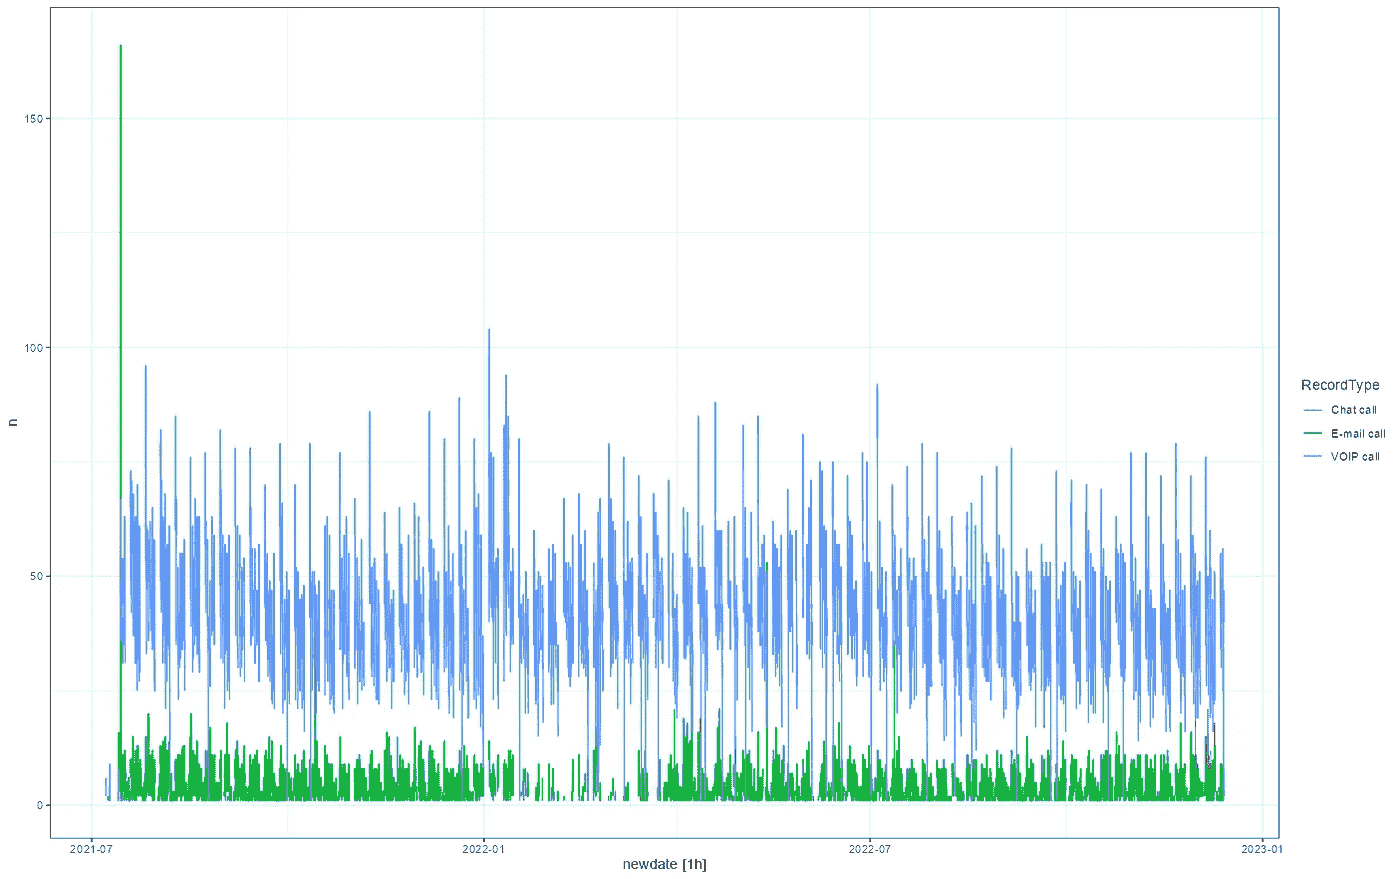 150
100
50
0
n
2021-07
2022-01
2022-07
2023-01
newdate [1h]
RecordType
Chat call
E-mail call
VOIP call